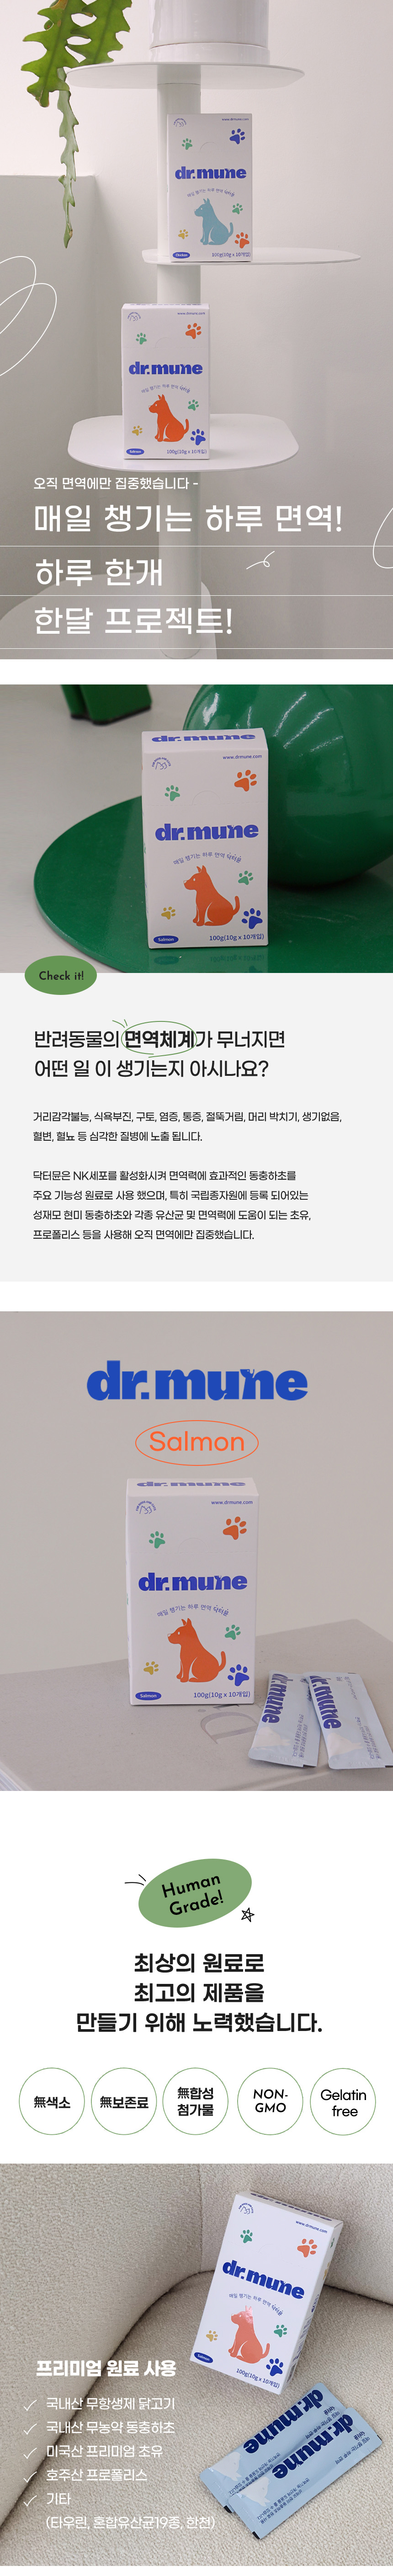 www.drmune.com
dr.mune
매일 챙기는 하루 면역 닥터뮨
Chicken
100g(10g x 10개입)
www.drmune.com
dr.mune
매일 챙기는 하루 면역 닥터뮨
Salmon
100g(10g x 10개입)
오직 면역에만 집중했습니다 -
매일 챙기는 하루 면역!
하루 한개
한달 프로젝트!
dr.mune
www.drmune.com
dr.mune
매일 챙기는 하루 면역 닥터뮨
Salmon
100g(10g x 10개입)
Check it!
반려동물의 면역체계가 무너지면
어떤 일 이 생기는지 아시나요?
거리감각불능, 식욕부진, 구토, 염증, 통증, 절뚝거림, 머리 박치기, 생기없음,
혈변, 혈뇨 등 심각한 질병에 노출 됩니다.
닥터뮨은 NK세포를 활성화시켜 면역력에 효과적인 동충하초를
주요 기능성 원료로 사용 했으며, 특히 국립종자원에 등록 되어있는
성재모 현미 동충하초와 각종 유산균 및 면역력에 도움이 되는 초유,
프로폴리스 등을 사용해 오직 면역에만 집중했습니다.
dr.mune
Salmon
dr.mune
www.drmune.com
dr.mune
매일 챙기는 하루 면역 닥터뮨
Salmon
100g(10g x 10개입)
dr.mune
dr.mune
Human
Grade!
최상의 원료로
최고의 제품을
만들기 위해 노력했습니다.
無색소
無보존료
無합성
첨가물
NON-
GMO
Gelatin
free
www.drmune.com
dr.mune
매일 챙기는 하루 면역 닥터뮨
Salmon
100g(10g x 10개입)
dr.mune
dr.mune
프리미엄 원료 사용
국내산 무항생제 닭고기
국내산 무농약 동충하초
미국산 프리미엄 초유
호주산 프로폴리스
기타
(타우린, 혼합유산균19종, 한천)